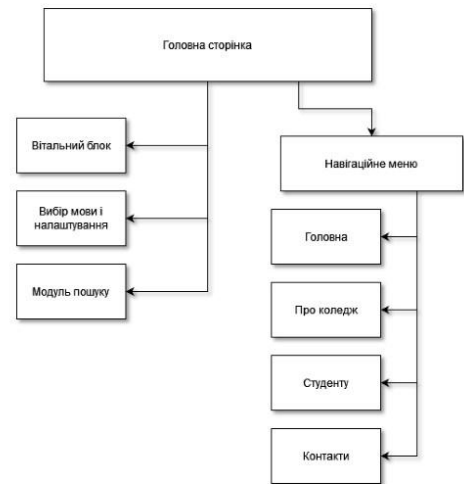 Головна сторінка
Вітальний блок
Вибір мови і
налаштування
Модуль пошуку
Навігаційне меню
Головна
Про коледж
Студенту
Контакти